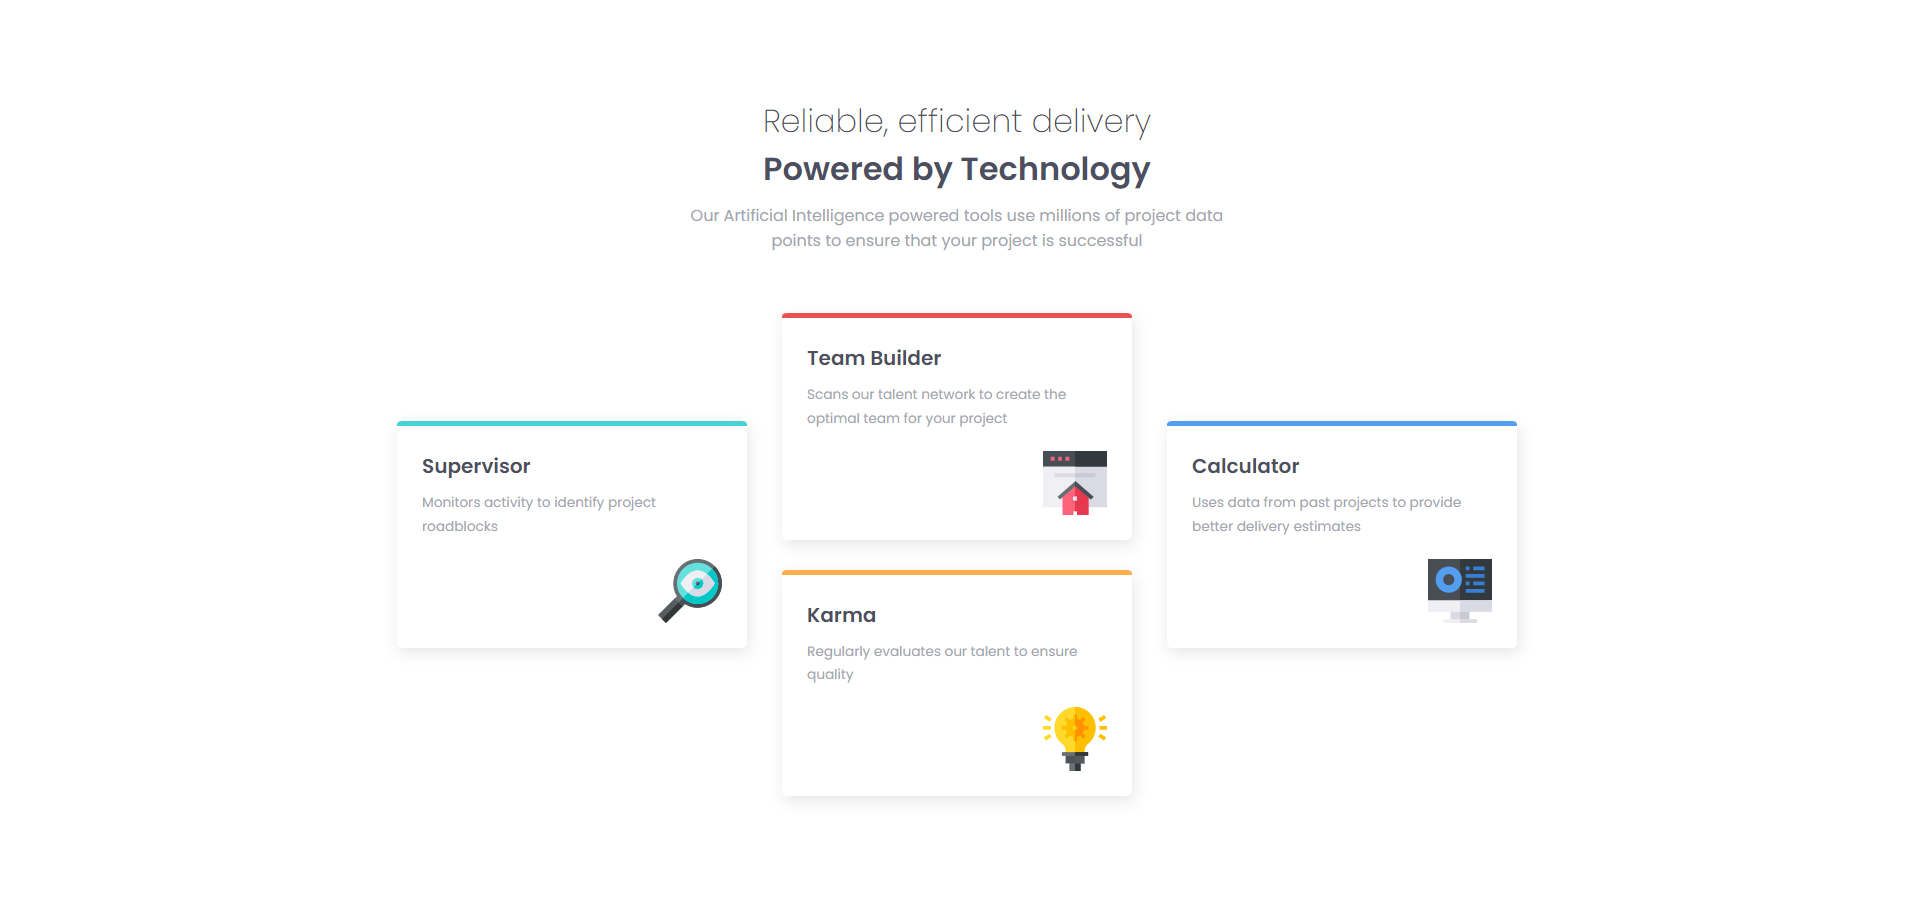 Reliable, efficient delivery
Powered by Technology
Our Artificial Intelligence powered tools use millions of project data
points to ensure that your project is successful
Supervisor
Monitors activity to identify project
roadblocks
Team Builder
Scans our talent network to create the
optimal team for your project
Karma
Regularly evaluates our talent to ensure
quality
Calculator
Uses data from past projects to provide
better delivery estimates